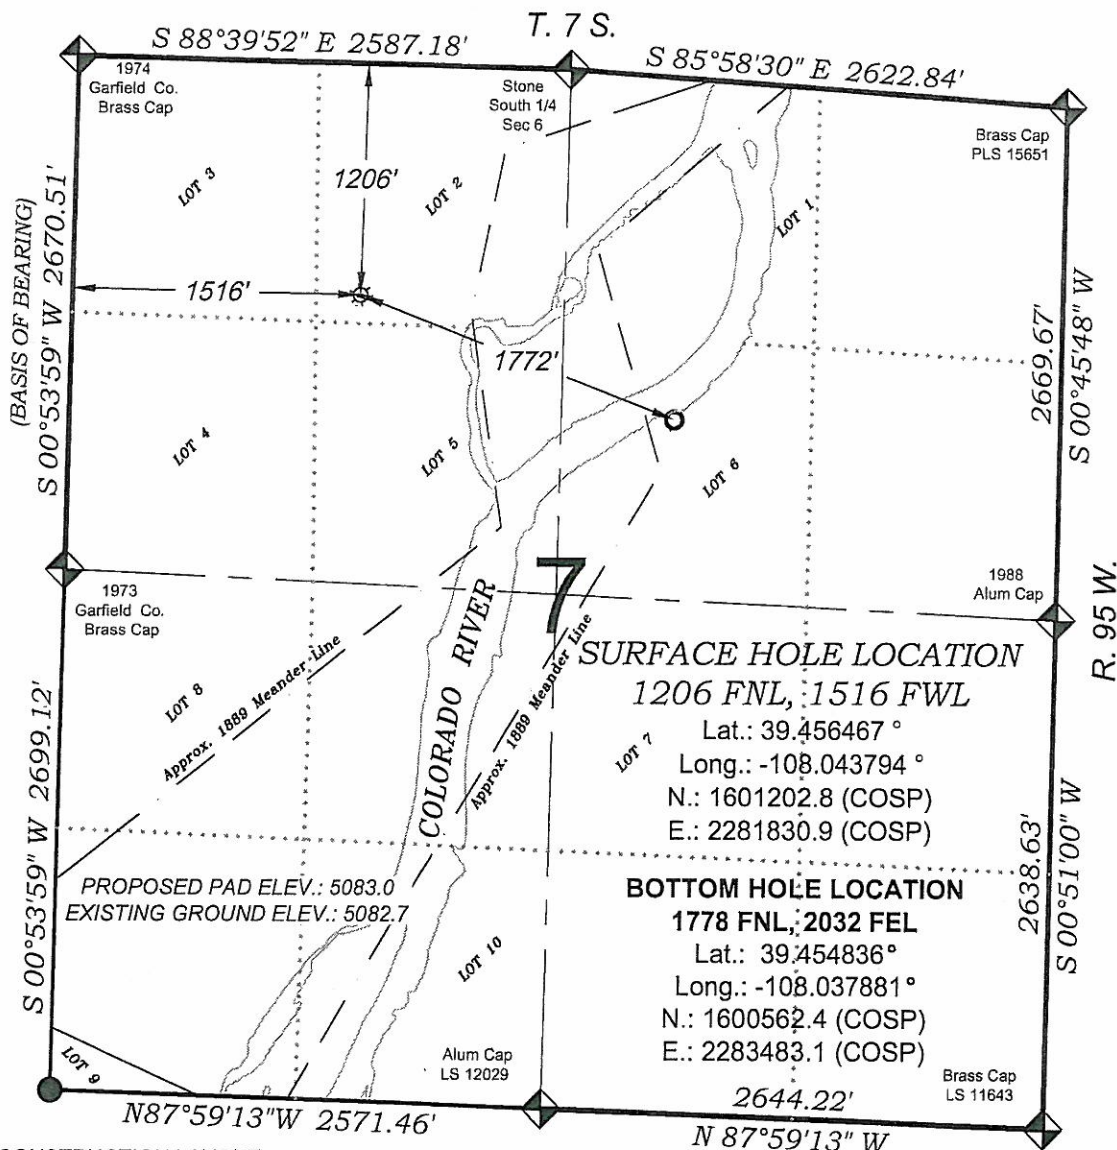 T. 7 S.
S 88°39'52" E 2587.18'
S 85°58'30" E 2622.84'
1974
Garfield Co.
Brass Cap
Stone
South 1/4
Sec 6
Brass Cap
PLS 15651
LOT 3
1206'
LOT 2
LOT 1
(BASIS OF BEARING)
S 00°53'59" W 2670.51'
1516'
1772'
2669.67'
S 00°45'48" W
LOT 4
LOT 5
LOT 6
7
1973
Garfield Co.
Brass Cap
1988
Alum Cap
R. 95 W.
COLORADO RIVER
Approx. 1889 Meander Line
Approx. 1889 Meander Line
SURFACE HOLE LOCATION
1206 FNL, 1516 FWL
Lat.: 39.456467 °
Long.: -108.043794 °
N.: 1601202.8 (COSP)
E.: 2281830.9 (COSP)
LOT 8
LOT 7
S 00°53'59" W 2699.12'
PROPOSED PAD ELEV.: 5083.0
EXISTING GROUND ELEV.: 5082.7
BOTTOM HOLE LOCATION
1778 FNL, 2032 FEL
Lat.: 39.454836°
Long.: -108.037881°
N.: 1600562.4 (COSP)
E.: 2283483.1 (COSP)
2638.63'
S 00°51'00" W
LOT 10
LOT 9
Alum Cap
LS 12029
Brass Cap
LS 11643
N87°59'13"W 2571.46'
2644.22'
N 87°59'13" W